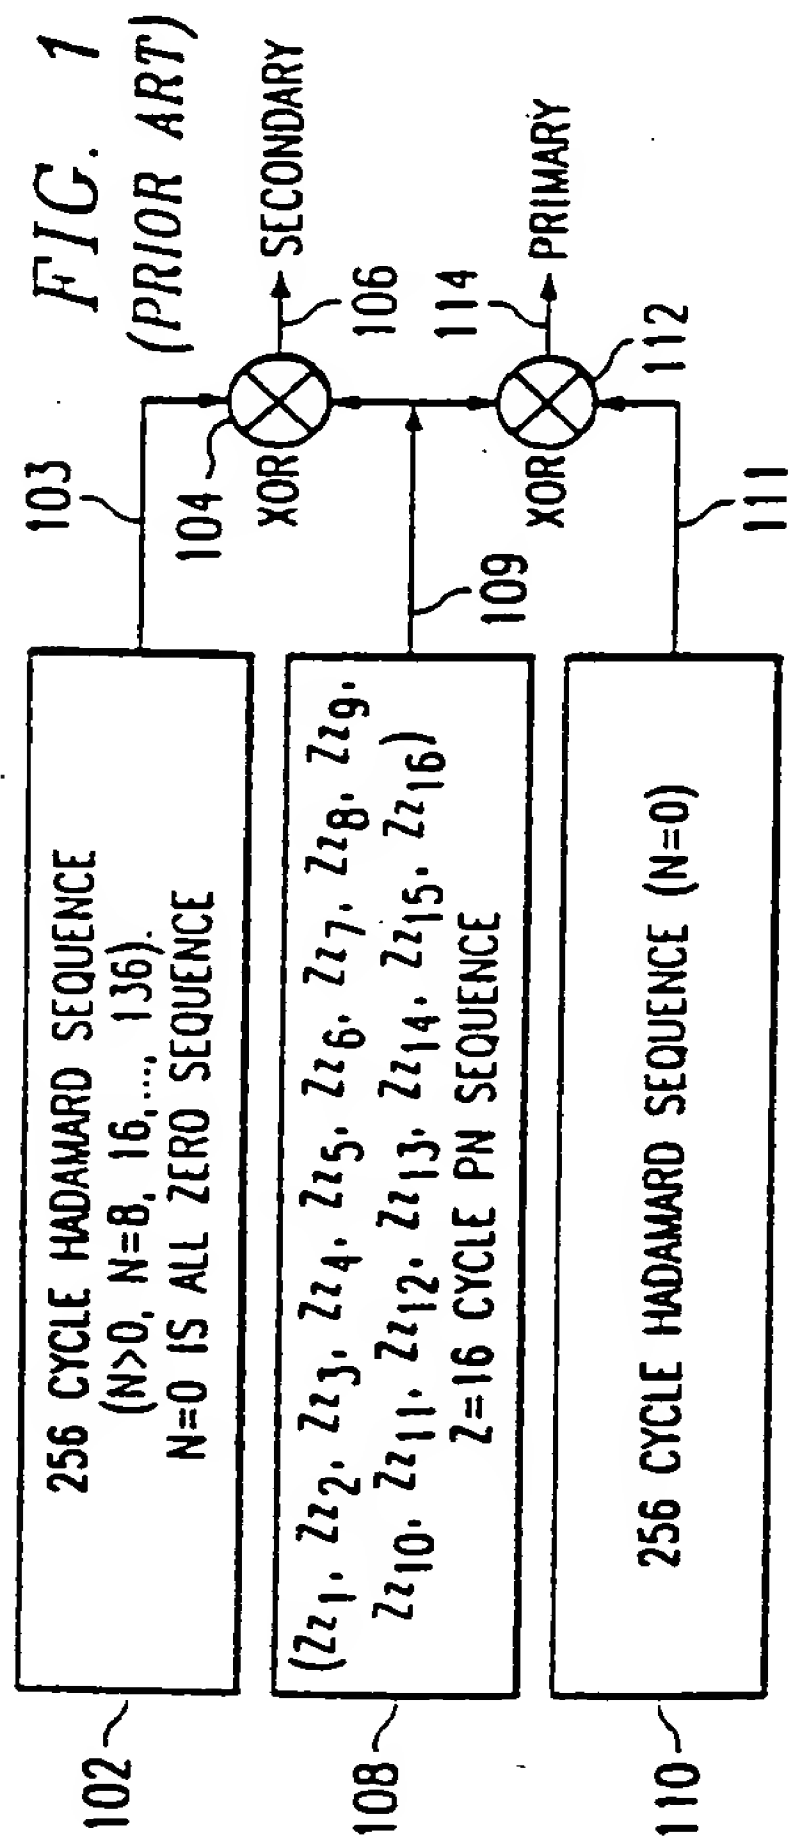 FIG. 1
(PRIOR ART)
102
256 CYCLE HADAMARD SEQUENCE
(N>0, N=8, 16,..., 136).
N=0 IS ALL ZERO SEQUENCE
103
104
XOR
106
SECONDARY
108
(Zz1, Zz2, Zz3, Zz4, Zz5, Zz6, Zz7, Zz8, Zz9,
Zz10, Zz11, Zz12, Zz13, Zz14, Zz15, Zz16)
Z=16 CYCLE PN SEQUENCE
109
110
256 CYCLE HADAMARD SEQUENCE (N=0)
111
XOR
112
114
PRIMARY